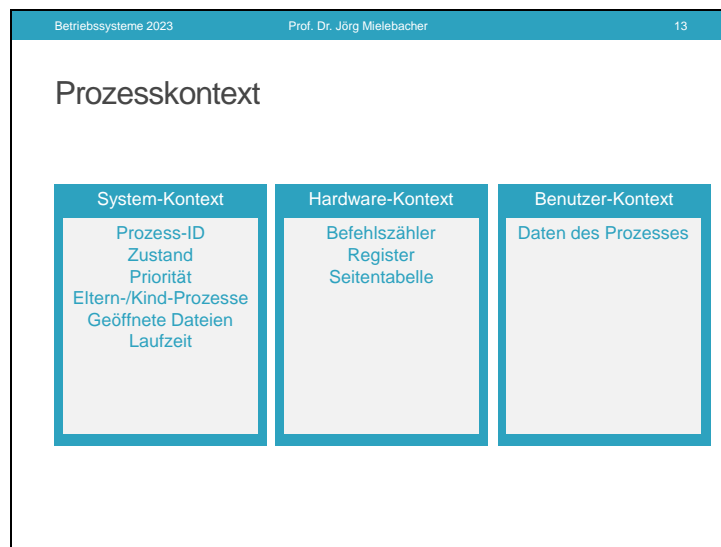 Betriebssysteme 2023 Prof. Dr. Jörg Mielebacher 13
Prozesskontext
System-Kontext
Prozess-ID
Zustand
Priorität
Eltern-/Kind-Prozesse
Geöffnete Dateien
Laufzeit
Hardware-Kontext
Befehlszähler
Register
Seitentabelle
Benutzer-Kontext
Daten des Prozesses